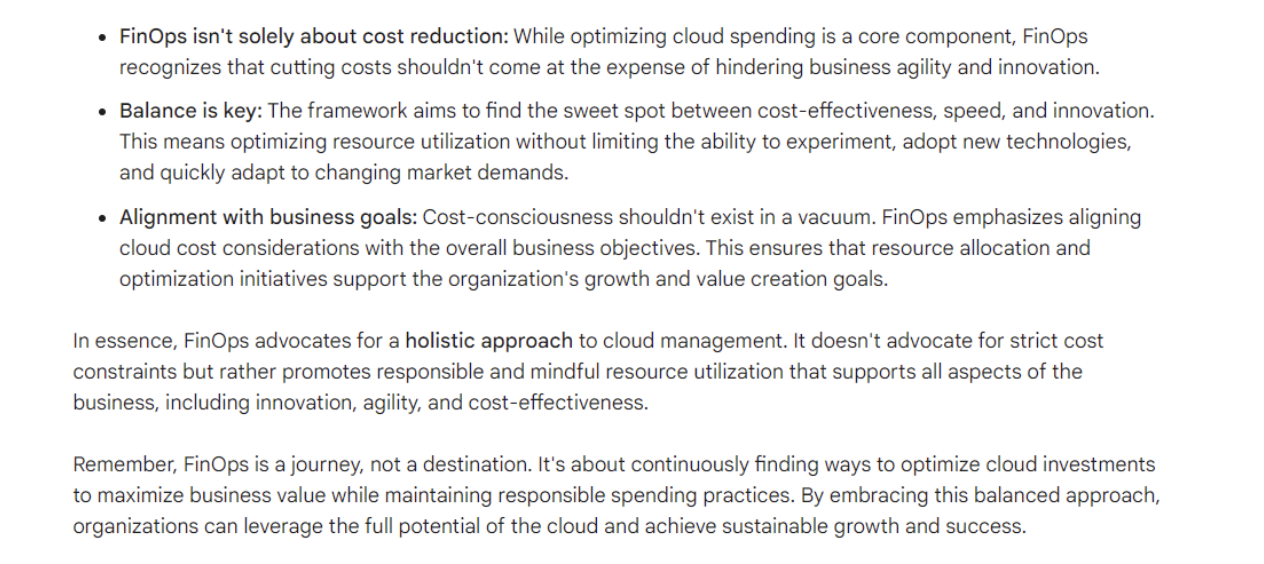 • FinOps isn't solely about cost reduction: While optimizing cloud spending is a core component, FinOps
recognizes that cutting costs shouldn't come at the expense of hindering business agility and innovation.
• Balance is key: The framework aims to find the sweet spot between cost-effectiveness, speed, and innovation.
This means optimizing resource utilization without limiting the ability to experiment, adopt new technologies,
and quickly adapt to changing market demands.
• Alignment with business goals: Cost-consciousness shouldn't exist in a vacuum. FinOps emphasizes aligning
cloud cost considerations with the overall business objectives. This ensures that resource allocation and
optimization initiatives support the organization's growth and value creation goals.
In essence, FinOps advocates for a holistic approach to cloud management. It doesn't advocate for strict cost
constraints but rather promotes responsible and mindful resource utilization that supports all aspects of the
business, including innovation, agility, and cost-effectiveness.
Remember, FinOps is a journey, not a destination. It's about continuously finding ways to optimize cloud investments
to maximize business value while maintaining responsible spending practices. By embracing this balanced approach,
organizations can leverage the full potential of the cloud and achieve sustainable growth and success.